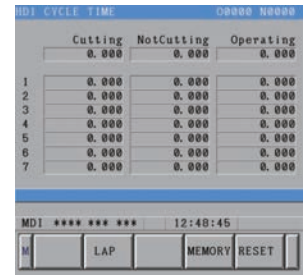 HDI CYCLE TIME O0000 N0000
Cutting NotCutting Operating
0.000 0.000 0.000
1 0.000 0.000 0.000
2 0.000 0.000 0.000
3 0.000 0.000 0.000
4 0.000 0.000 0.000
5 0.000 0.000 0.000
6 0.000 0.000 0.000
7 0.000 0.000 0.000
MDI **** *** *** 12:48:45
M LAP MEMORY RESET